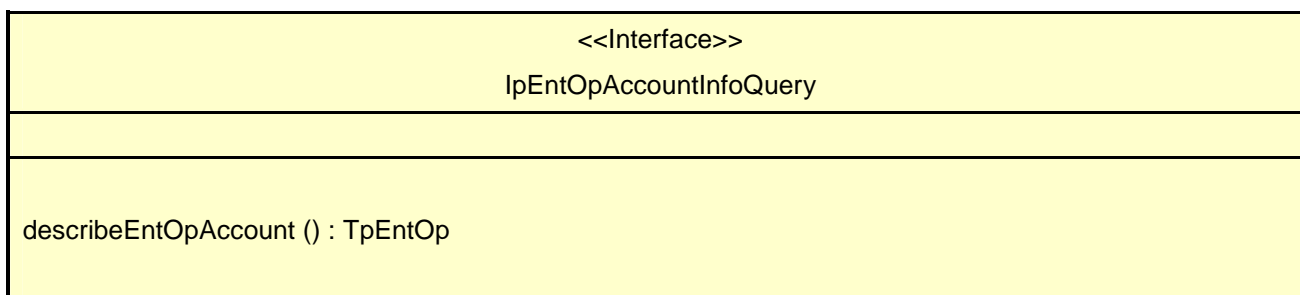 <<Interface>>
IpEntOpAccountInfoQuery
describeEntOpAccount () : TpEntOp